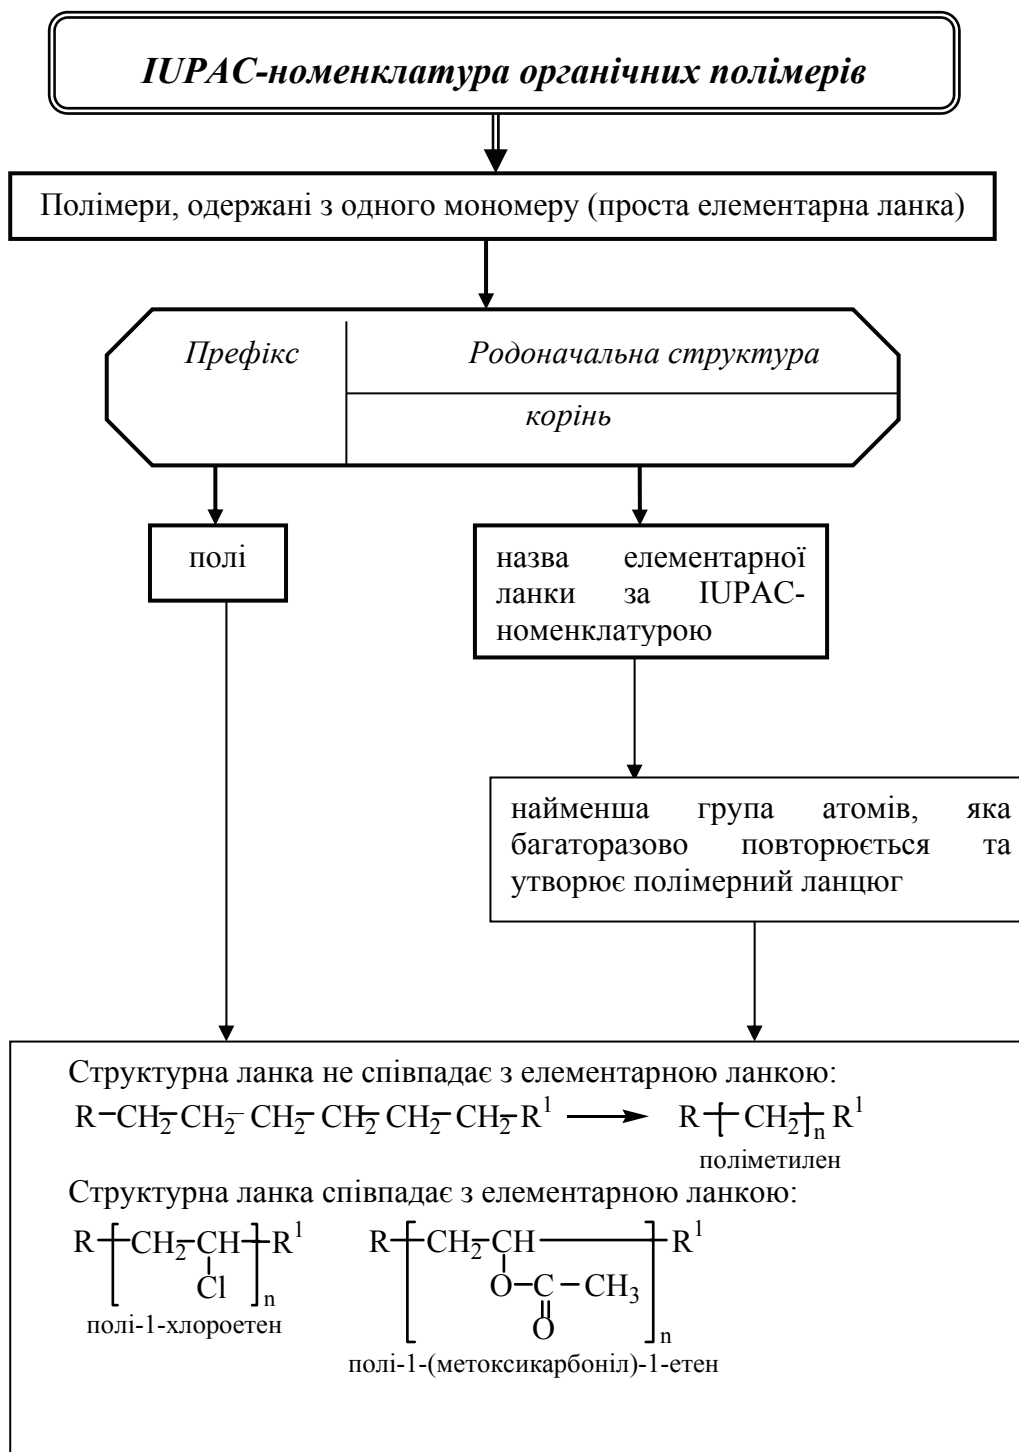 IUPAC-номенклатура органічних полімерів
Полімери, одержані з одного мономеру (проста елементарна ланка)
Префікс
Родоначальна структура
корінь
полі
назва елементарної
ланки за IUPAC-
номенклатурою
найменша група атомів, яка
багаторазово повторюється та
утворює полімерний ланцюг
Структурна ланка не співпадає з елементарною ланкою:
R–CH2–CH2–CH2–CH2–CH2–CH2–R1 → R–[–CH2–]n–R1
поліметилен
Структурна ланка співпадає з елементарною ланкою:
R–[–CH2–CH–]n–R1
Cl
полі-1-хлороетен
R–[–CH2–CH–]n–R1
O–C–CH3
O
полі-1-(метоксикарбоніл)-1-етен